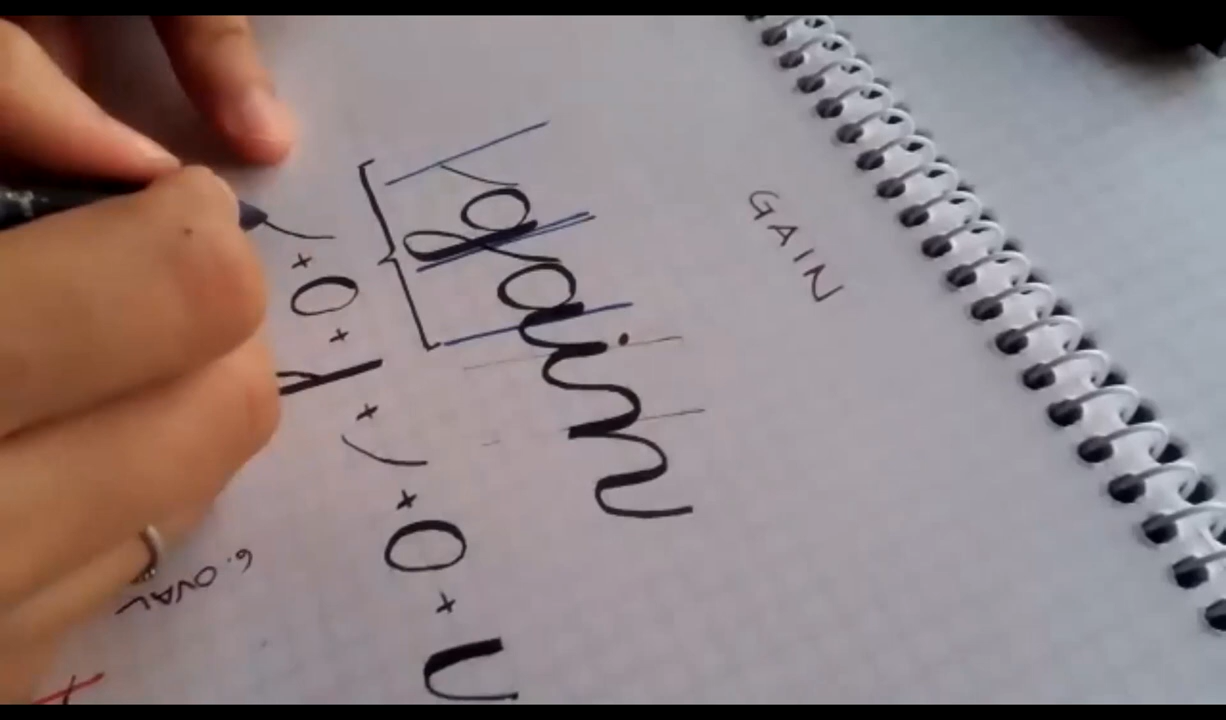 GAIN
gain
+ O + + + O + U
6. OVAL